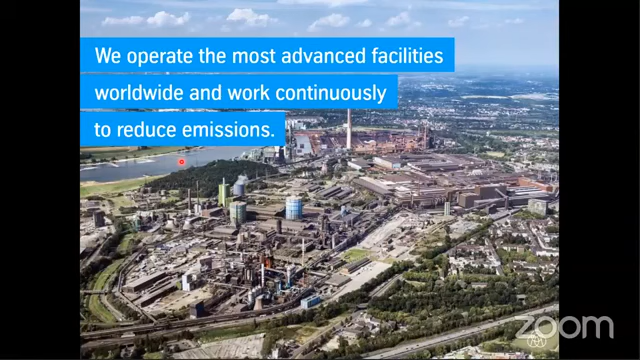 We operate the most advanced facilities
worldwide and work continuously
to reduce emissions.
zoom